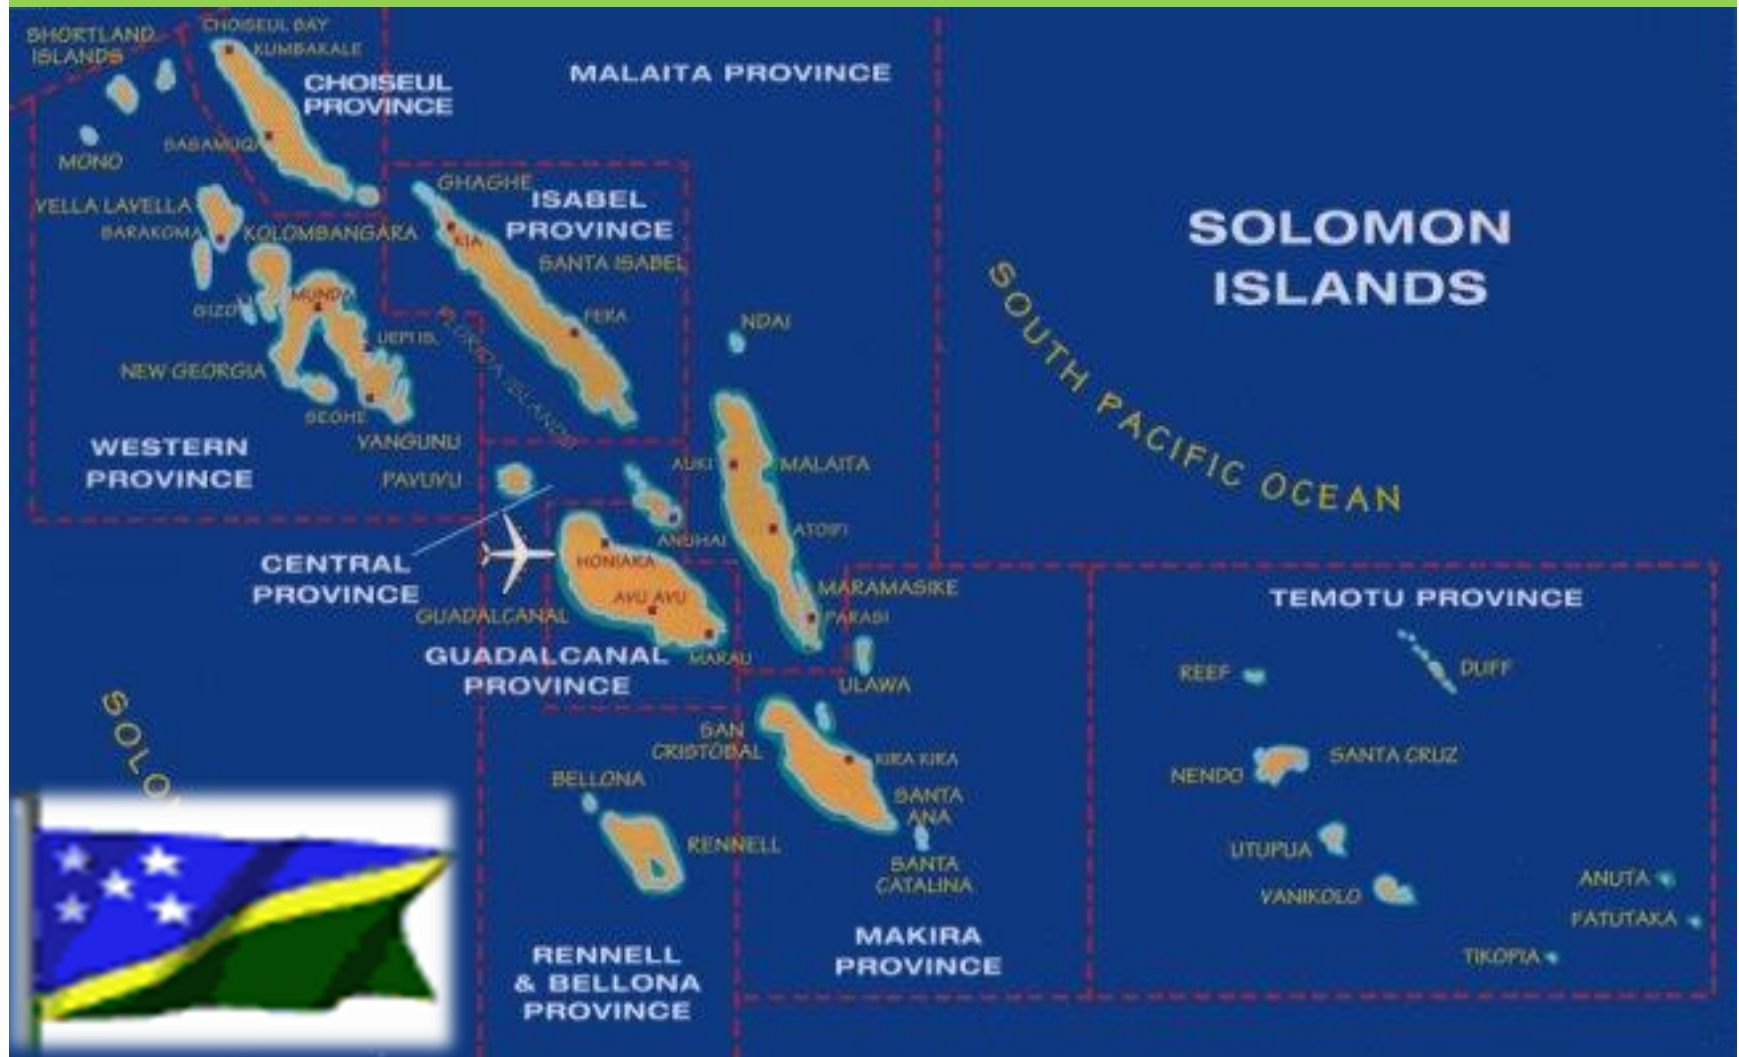 CHOISEUL BAY
SHORTLAND
ISLANDS
KUMBAKALE
CHOISEUL
PROVINCE
MALAITA PROVINCE
MONO
SASAMUQA
GHAGHE
ISABEL
PROVINCE
VELLA LAVELLA
BARAKOMA
KOLOMBANGARA
KIA
SANTA ISABEL
SOLOMON
ISLANDS
GIZO
MUNDA
UEPI IS.
FERA
NDAI
FLORIDA ISLANDS
SOUTH PACIFIC OCEAN
NEW GEORGIA
SEGHE
VANGUNU
WESTERN
PROVINCE
PAVUVU
AUKI
MALAITA
ATOIFI
ANUHAI
CENTRAL
PROVINCE
HONIARA
AVU AVU
GUADALCANAL
MARAU
MARAMASIKE
PARASI
GUADALCANAL
PROVINCE
ULAWA
TEMOTU PROVINCE
REEF
DUFF
SAN
CRISTOBAL
KIRA KIRA
SANTA
ANA
SANTA
CATALINA
BELLONA
RENNELL
NENDO
SANTA CRUZ
UTUPUA
VANIKOLO
ANUTA
FATUTAKA
TIKOPIA
SOLO
RENNELL
& BELLONA
PROVINCE
MAKIRA
PROVINCE